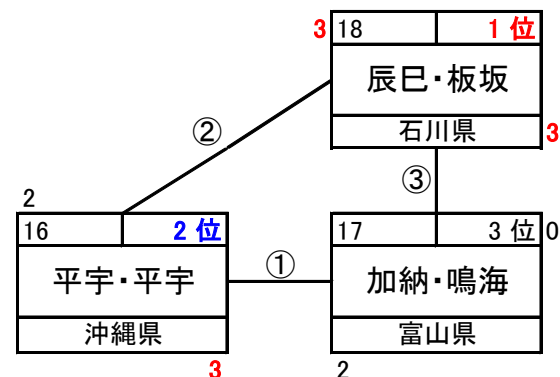 3 18 1 位
辰巳・板坂
石川県 3
②
③
2
16 2 位
平宇・平宇
沖縄県
3
①
17 3 位 0
加納・鳴海
富山県
2